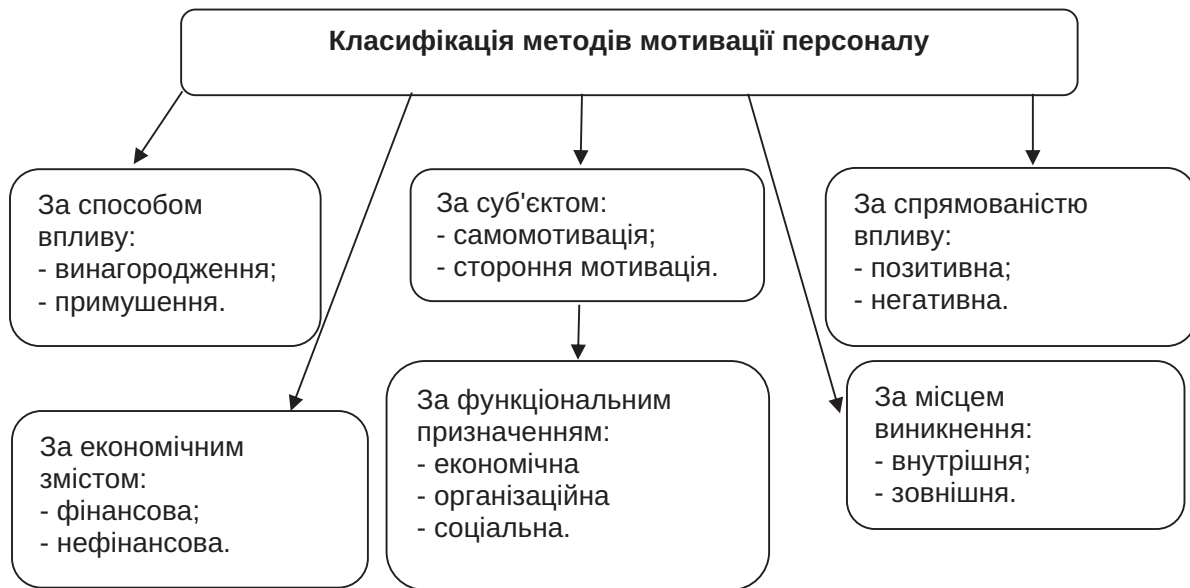 Класифікація методів мотивації персоналу
За способом
впливу:
- винагородження;
- примушення.
За суб'єктом:
- самомотивація;
- стороння мотивація.
За спрямованістю
впливу:
- позитивна;
- негативна.
За економічним
змістом:
- фінансова;
- нефінансова.
За функціональним
призначенням:
- економічна
- організаційна
- соціальна.
За місцем
виникнення:
- внутрішня;
- зовнішня.